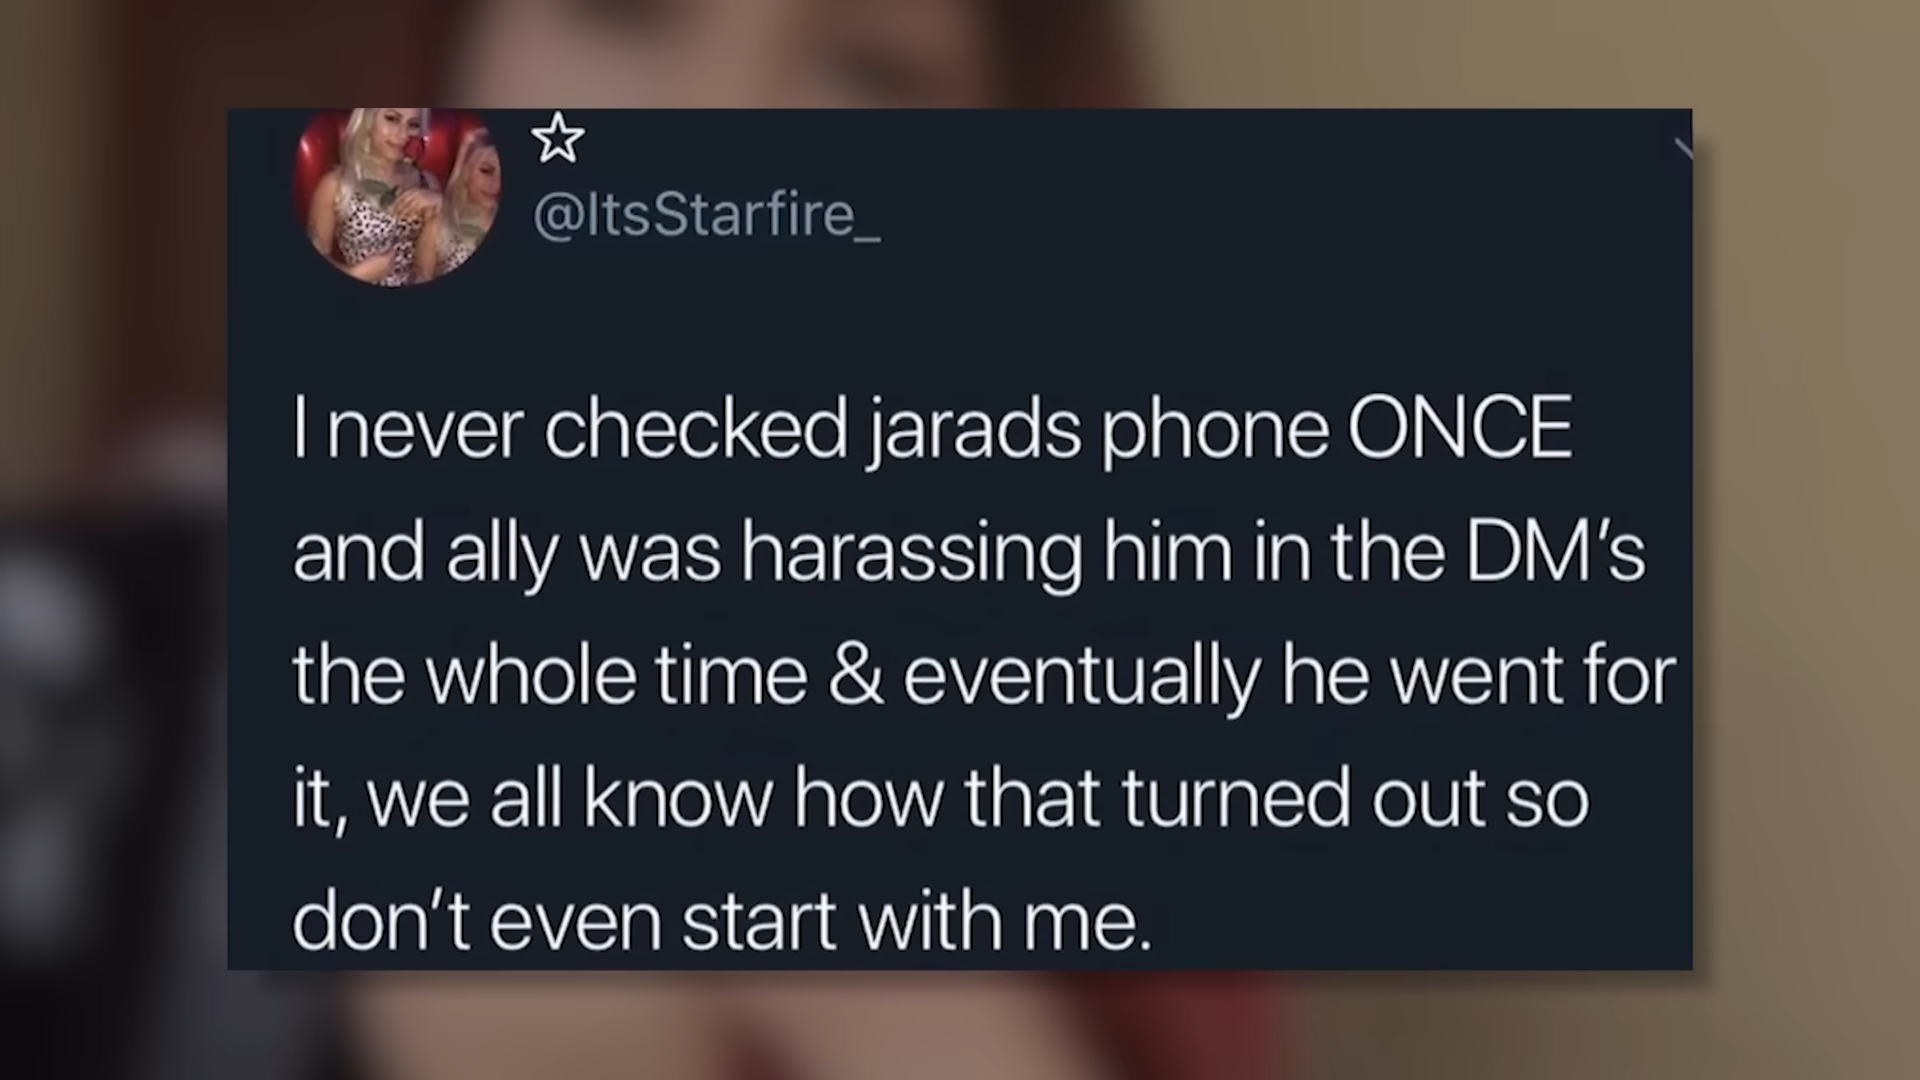 @ItsStarfire_
I never checked jarads phone ONCE
and ally was harassing him in the DM’s
the whole time & eventually he went for
it, we all know how that turned out so
don’t even start with me.